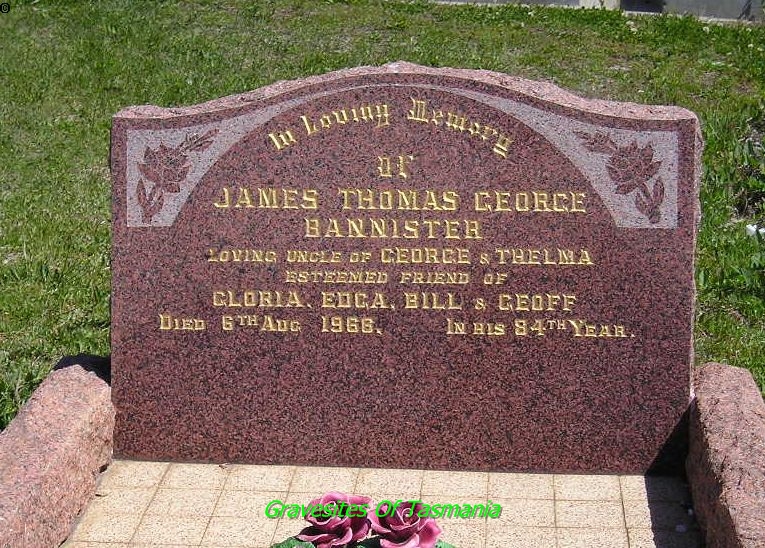 ©
In Loving Memory
OF
JAMES THOMAS GEORGE
BANNISTER
LOVING UNCLE OF GEORGE & THELMA
ESTEEMED FRIEND OF
GLORIA, EDGA, BILL & GEOFF
DIED 6TH AUG 1966. IN HIS 84TH YEAR.
Gravesites Of Tasmania